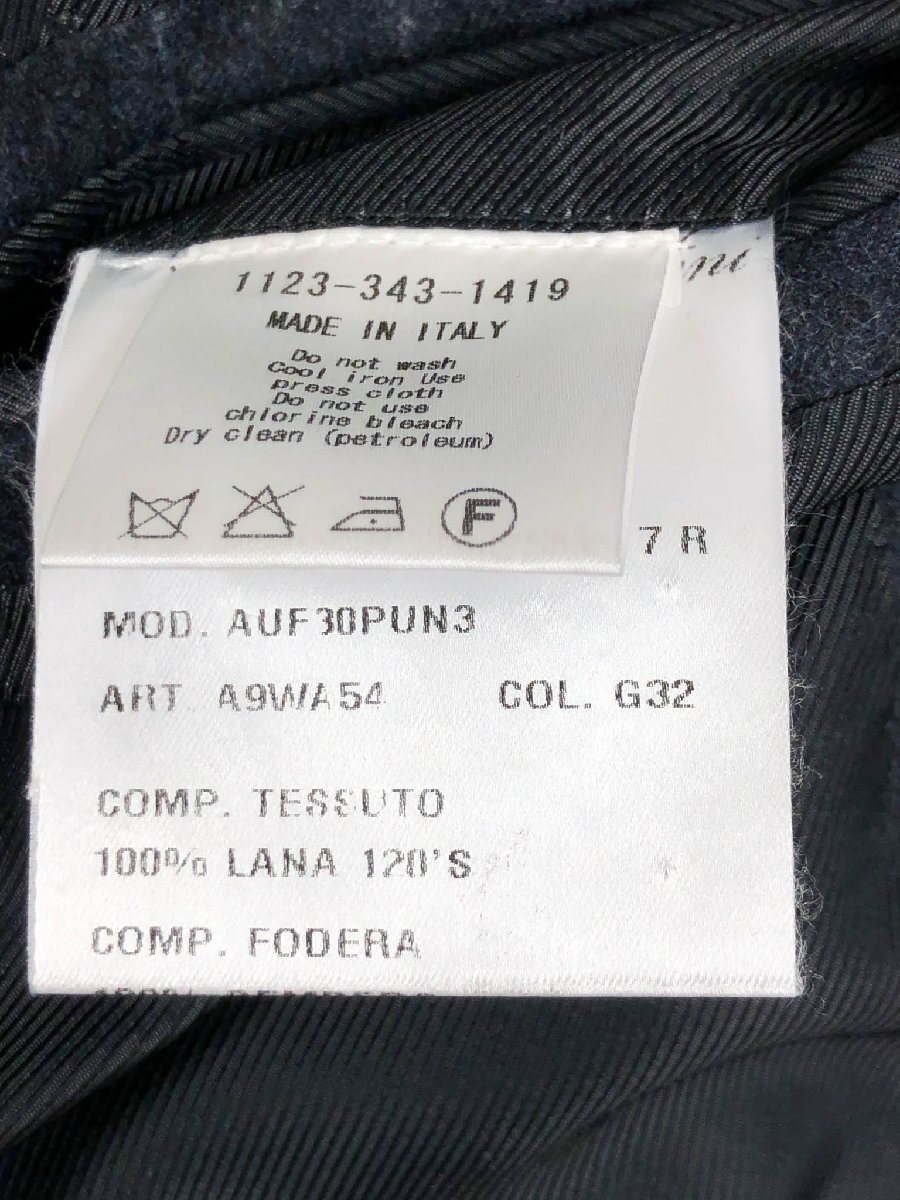 1123-343-1419
MADE IN ITALY
Do not wash
Cool iron Use
press cloth
Do not use
chlorine bleach
Dry clean (petroleum)
F
7 R
MOD. AUF30PUN3
ART. A9WA54 COL. G32
COMP. TESSUTO
100% LANA 120'S
COMP. FODERA